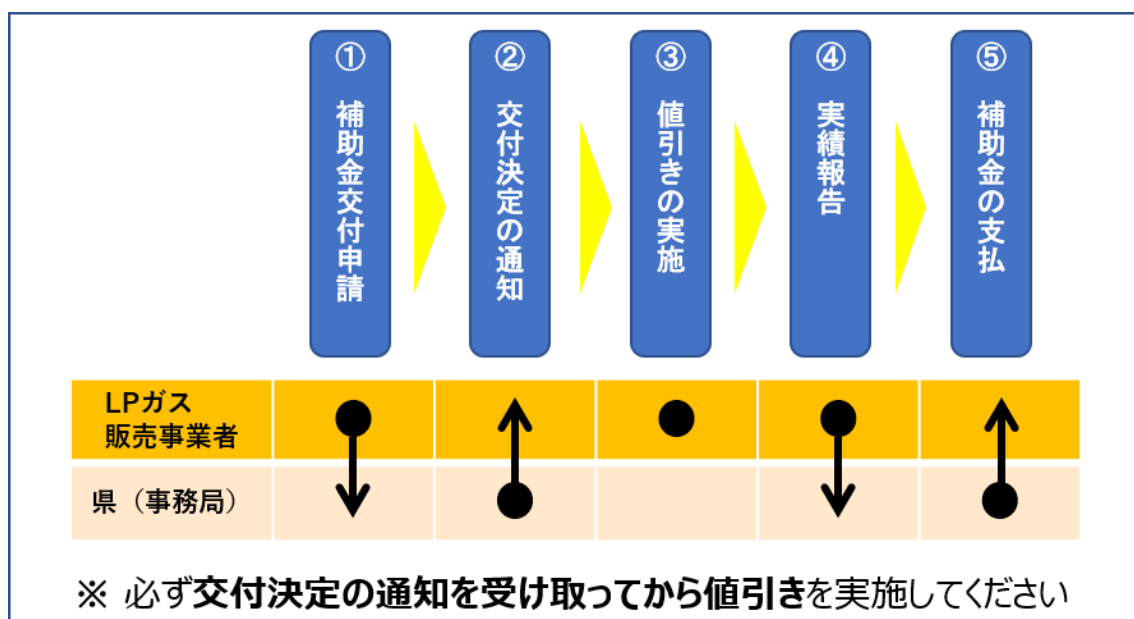 ① 補助金交付申請
② 交付決定の通知
③ 値引きの実施
④ 実績報告
⑤ 補助金の支払
LPガス
販売事業者
県（事務局）
※ 必ず交付決定の通知を受け取ってから値引きを実施してください